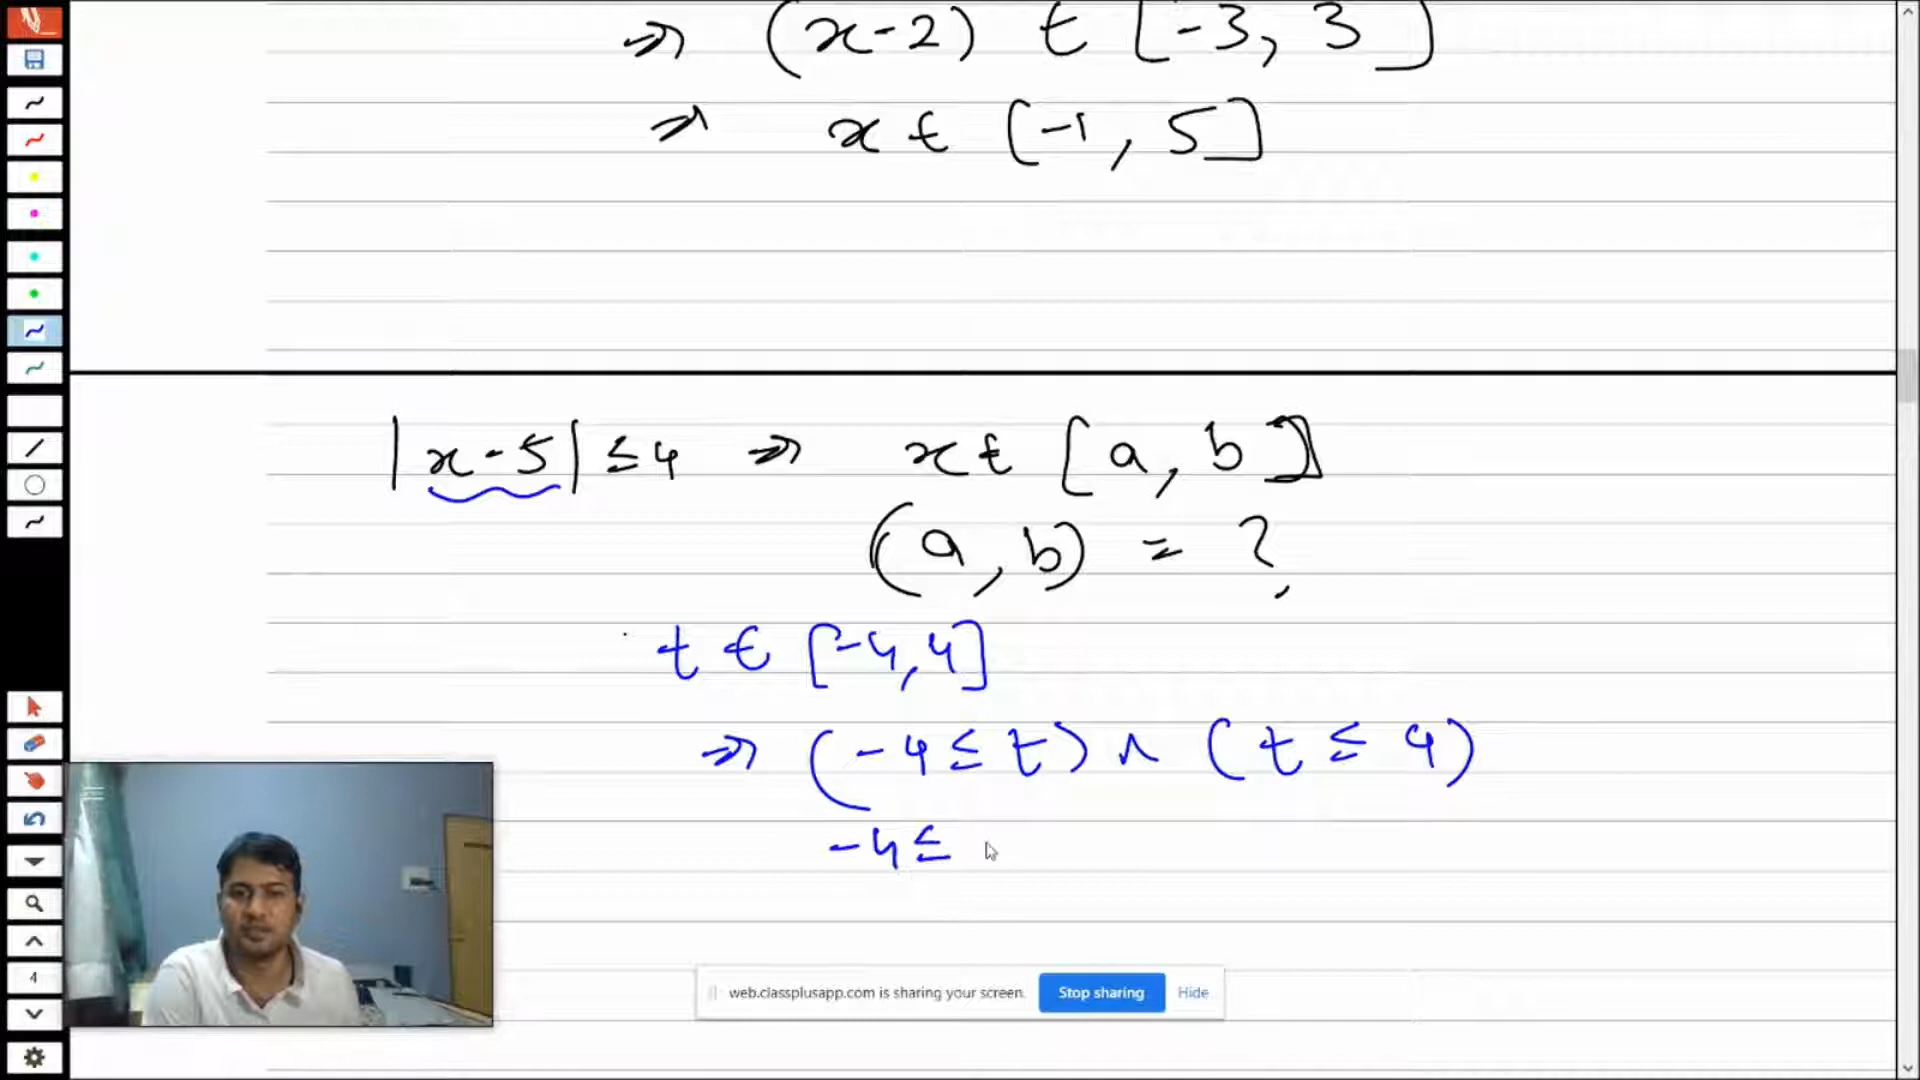 ⇒ (x-2) ∈ [-3, 3]
⇒ x ∈ [-1, 5]
|x-5| ≤ 4 ⇒ x ∈ [a, b]
(a, b) = ?
t ∈ [-4, 4]
⇒ (-4 ≤ t) ∧ (t ≤ 4)
-4 ≤
4
web.classplusapp.com is sharing your screen. Stop sharing Hide